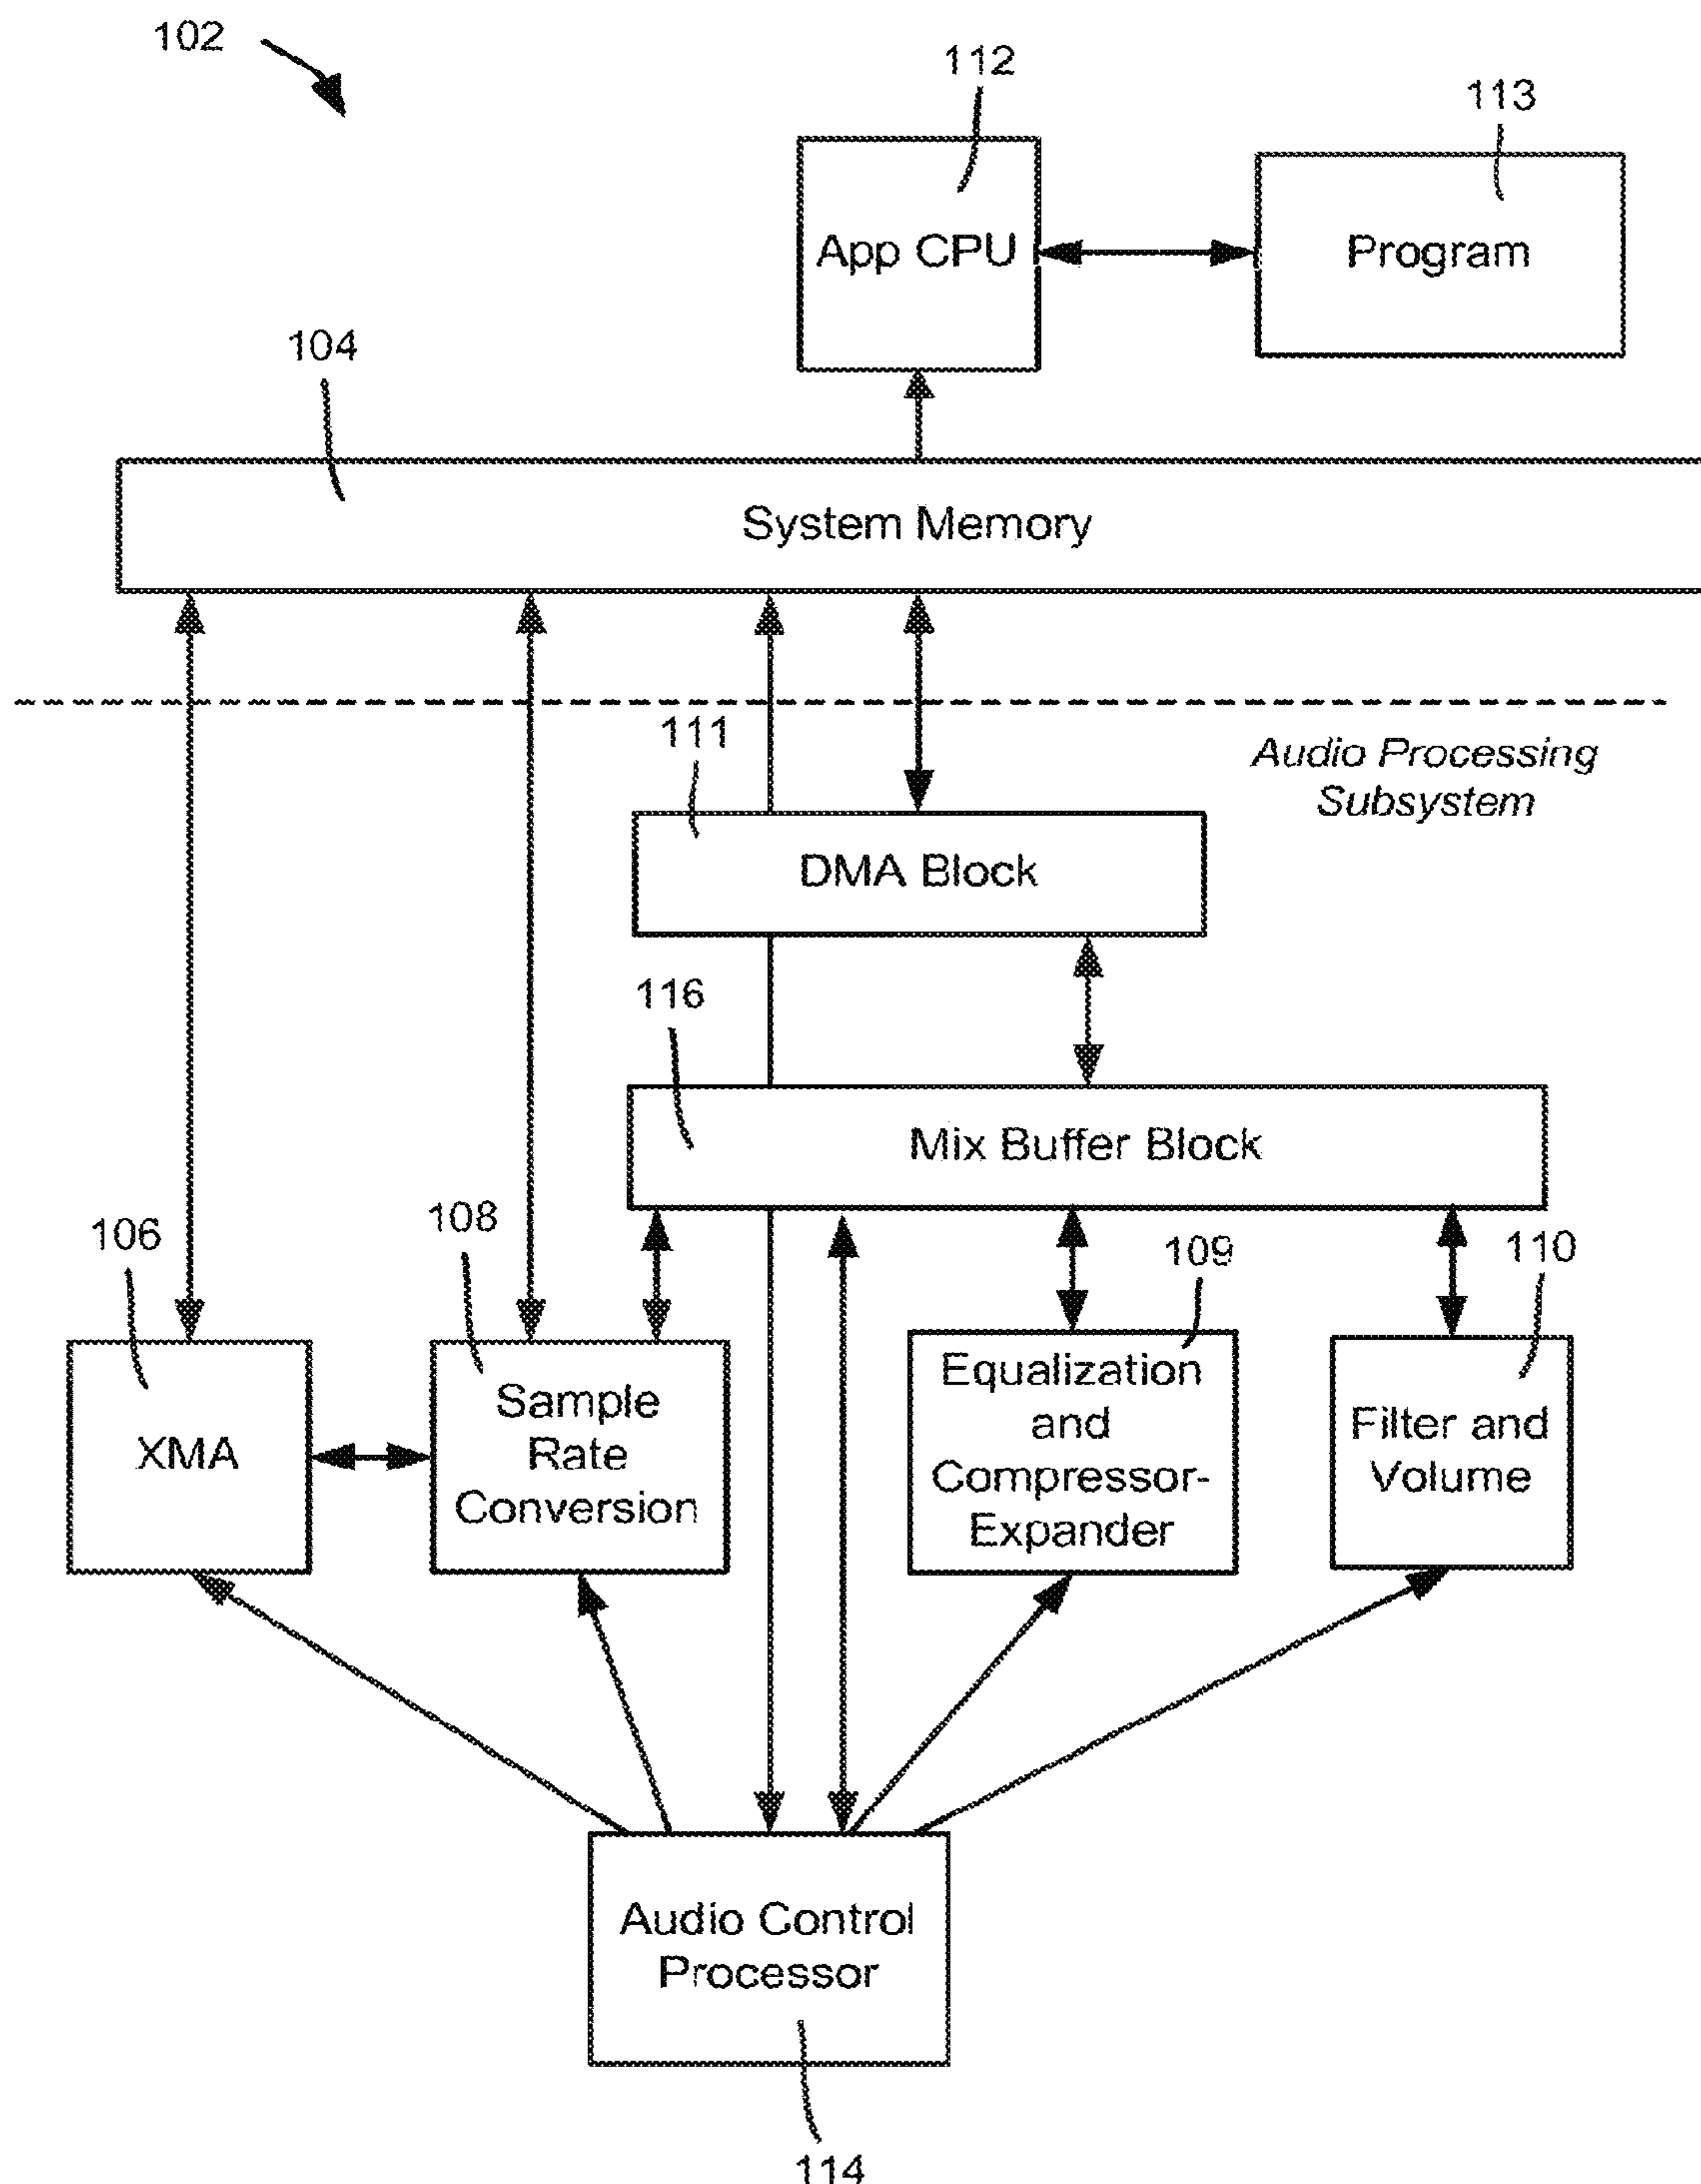 102
112
113
App CPU
Program
104
System Memory
111
Audio Processing
Subsystem
DMA Block
116
Mix Buffer Block
106
108
109
110
XMA
Sample
Rate
Conversion
Equalization
and
Compressor-
Expander
Filter and
Volume
Audio Control
Processor
114